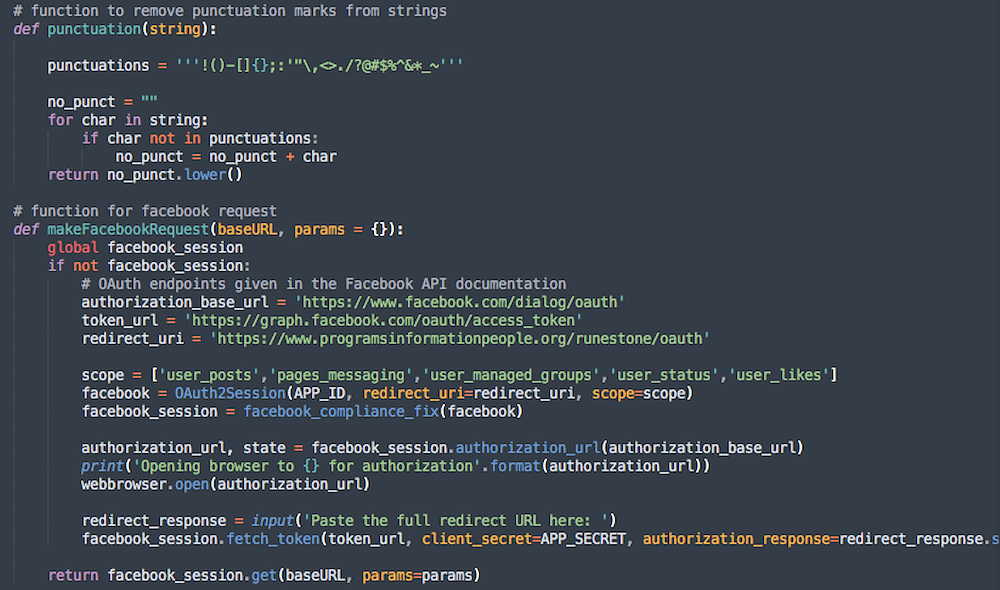 # function to remove punctuation marks from strings
def punctuation(string):
punctuations = '''!()-[]{};:'"\,<>./?@#$%^&*_~'''
no_punct = ""
for char in string:
if char not in punctuations:
no_punct = no_punct + char
return no_punct.lower()
# function for facebook request
def makeFacebookRequest(baseURL, params = {}):
global facebook_session
if not facebook_session:
# OAuth endpoints given in the Facebook API documentation
authorization_base_url = 'https://www.facebook.com/dialog/oauth'
token_url = 'https://graph.facebook.com/oauth/access_token'
redirect_uri = 'https://www.programsinformationpeople.org/runestone/oauth'
scope = ['user_posts','pages_messaging','user_managed_groups','user_status','user_likes']
facebook = OAuth2Session(APP_ID, redirect_uri=redirect_uri, scope=scope)
facebook_session = facebook_compliance_fix(facebook)
authorization_url, state = facebook_session.authorization_url(authorization_base_url)
print('Opening browser to {} for authorization'.format(authorization_url))
webbrowser.open(authorization_url)
redirect_response = input('Paste the full redirect URL here: ')
facebook_session.fetch_token(token_url, client_secret=APP_SECRET, authorization_response=redirect_response.s
return facebook_session.get(baseURL, params=params)